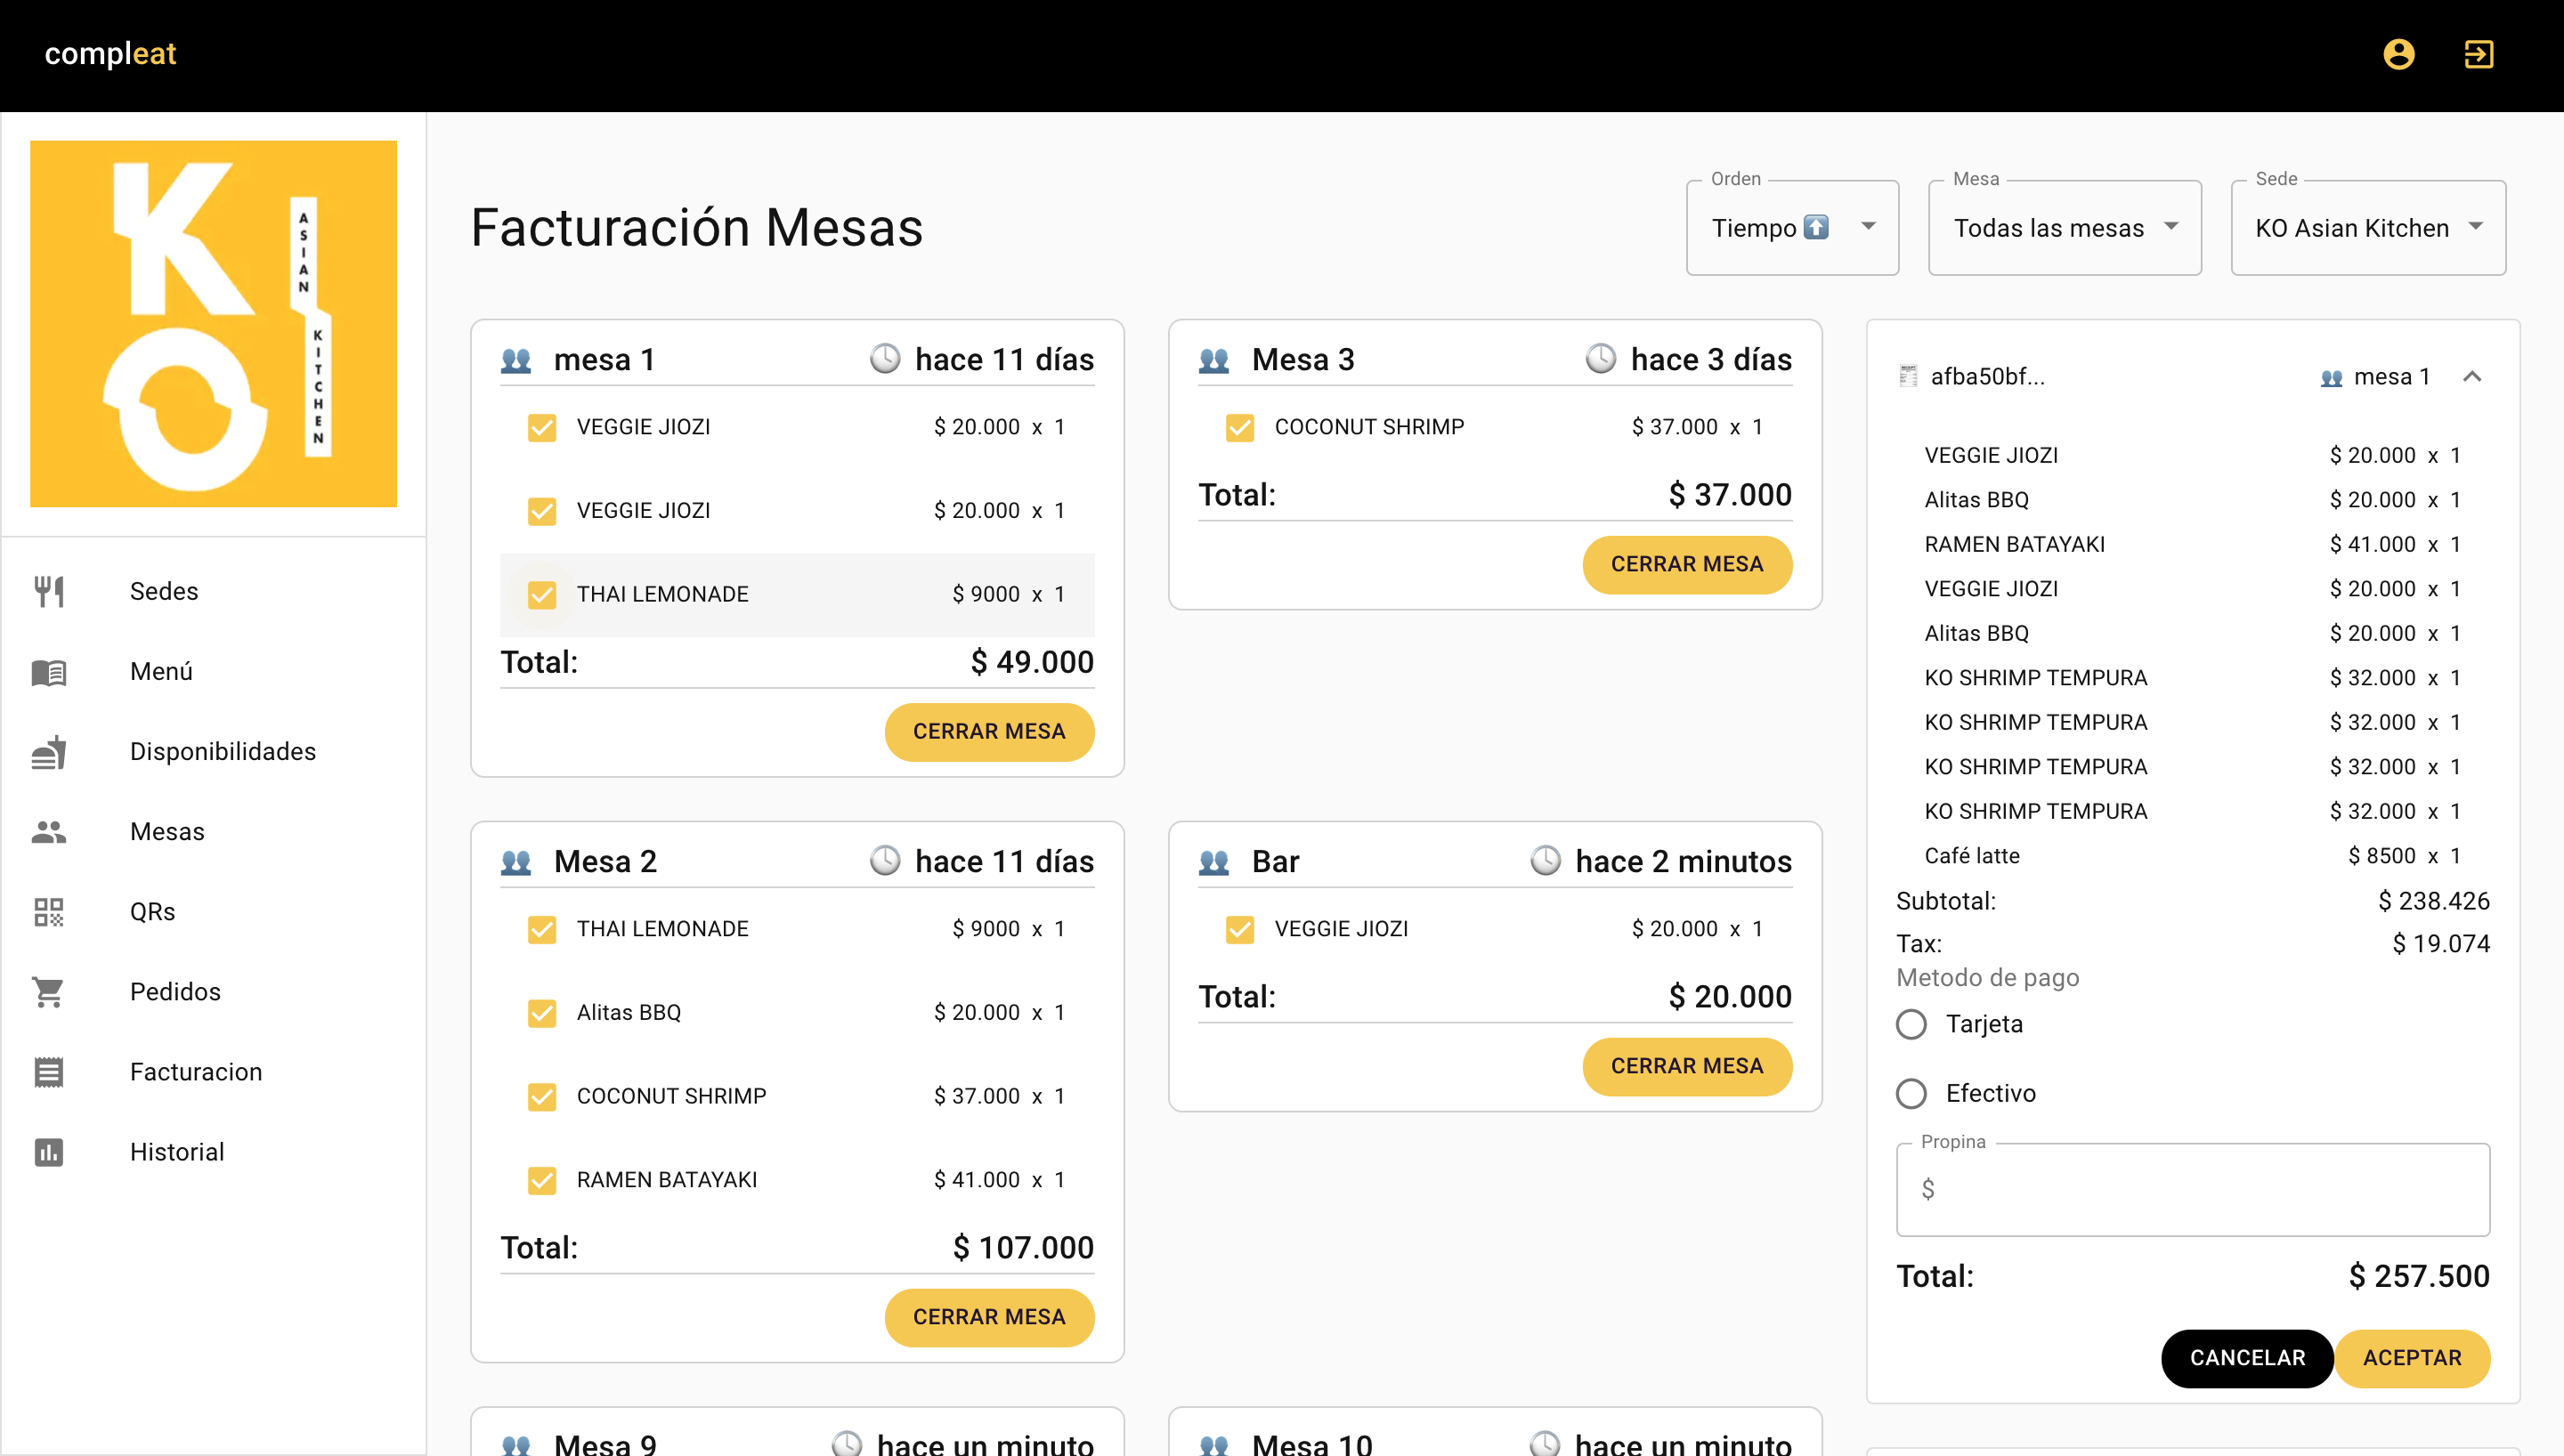 compleat
KO
ASIAN KITCHEN
Sedes
Menú
Disponibilidades
Mesas
QRs
Pedidos
Facturacion
Historial
Facturación Mesas
Orden
Tiempo
Mesa
Todas las mesas
Sede
KO Asian Kitchen
mesa 1 hace 11 días
VEGGIE JIOZI $ 20.000 x 1
VEGGIE JIOZI $ 20.000 x 1
THAI LEMONADE $ 9000 x 1
Total: $ 49.000
CERRAR MESA
Mesa 3 hace 3 días
COCONUT SHRIMP $ 37.000 x 1
Total: $ 37.000
CERRAR MESA
Mesa 2 hace 11 días
THAI LEMONADE $ 9000 x 1
Alitas BBQ $ 20.000 x 1
COCONUT SHRIMP $ 37.000 x 1
RAMEN BATAYAKI $ 41.000 x 1
Total: $ 107.000
CERRAR MESA
Bar hace 2 minutos
VEGGIE JIOZI $ 20.000 x 1
Total: $ 20.000
CERRAR MESA
Mesa 9 hace un minuto
Mesa 10 hace un minuto
afba50bf... mesa 1
VEGGIE JIOZI $ 20.000 x 1
Alitas BBQ $ 20.000 x 1
RAMEN BATAYAKI $ 41.000 x 1
VEGGIE JIOZI $ 20.000 x 1
Alitas BBQ $ 20.000 x 1
KO SHRIMP TEMPURA $ 32.000 x 1
KO SHRIMP TEMPURA $ 32.000 x 1
KO SHRIMP TEMPURA $ 32.000 x 1
KO SHRIMP TEMPURA $ 32.000 x 1
Café latte $ 8500 x 1
Subtotal: $ 238.426
Tax: $ 19.074
Metodo de pago
Tarjeta
Efectivo
Propina
$
Total: $ 257.500
CANCELAR
ACEPTAR